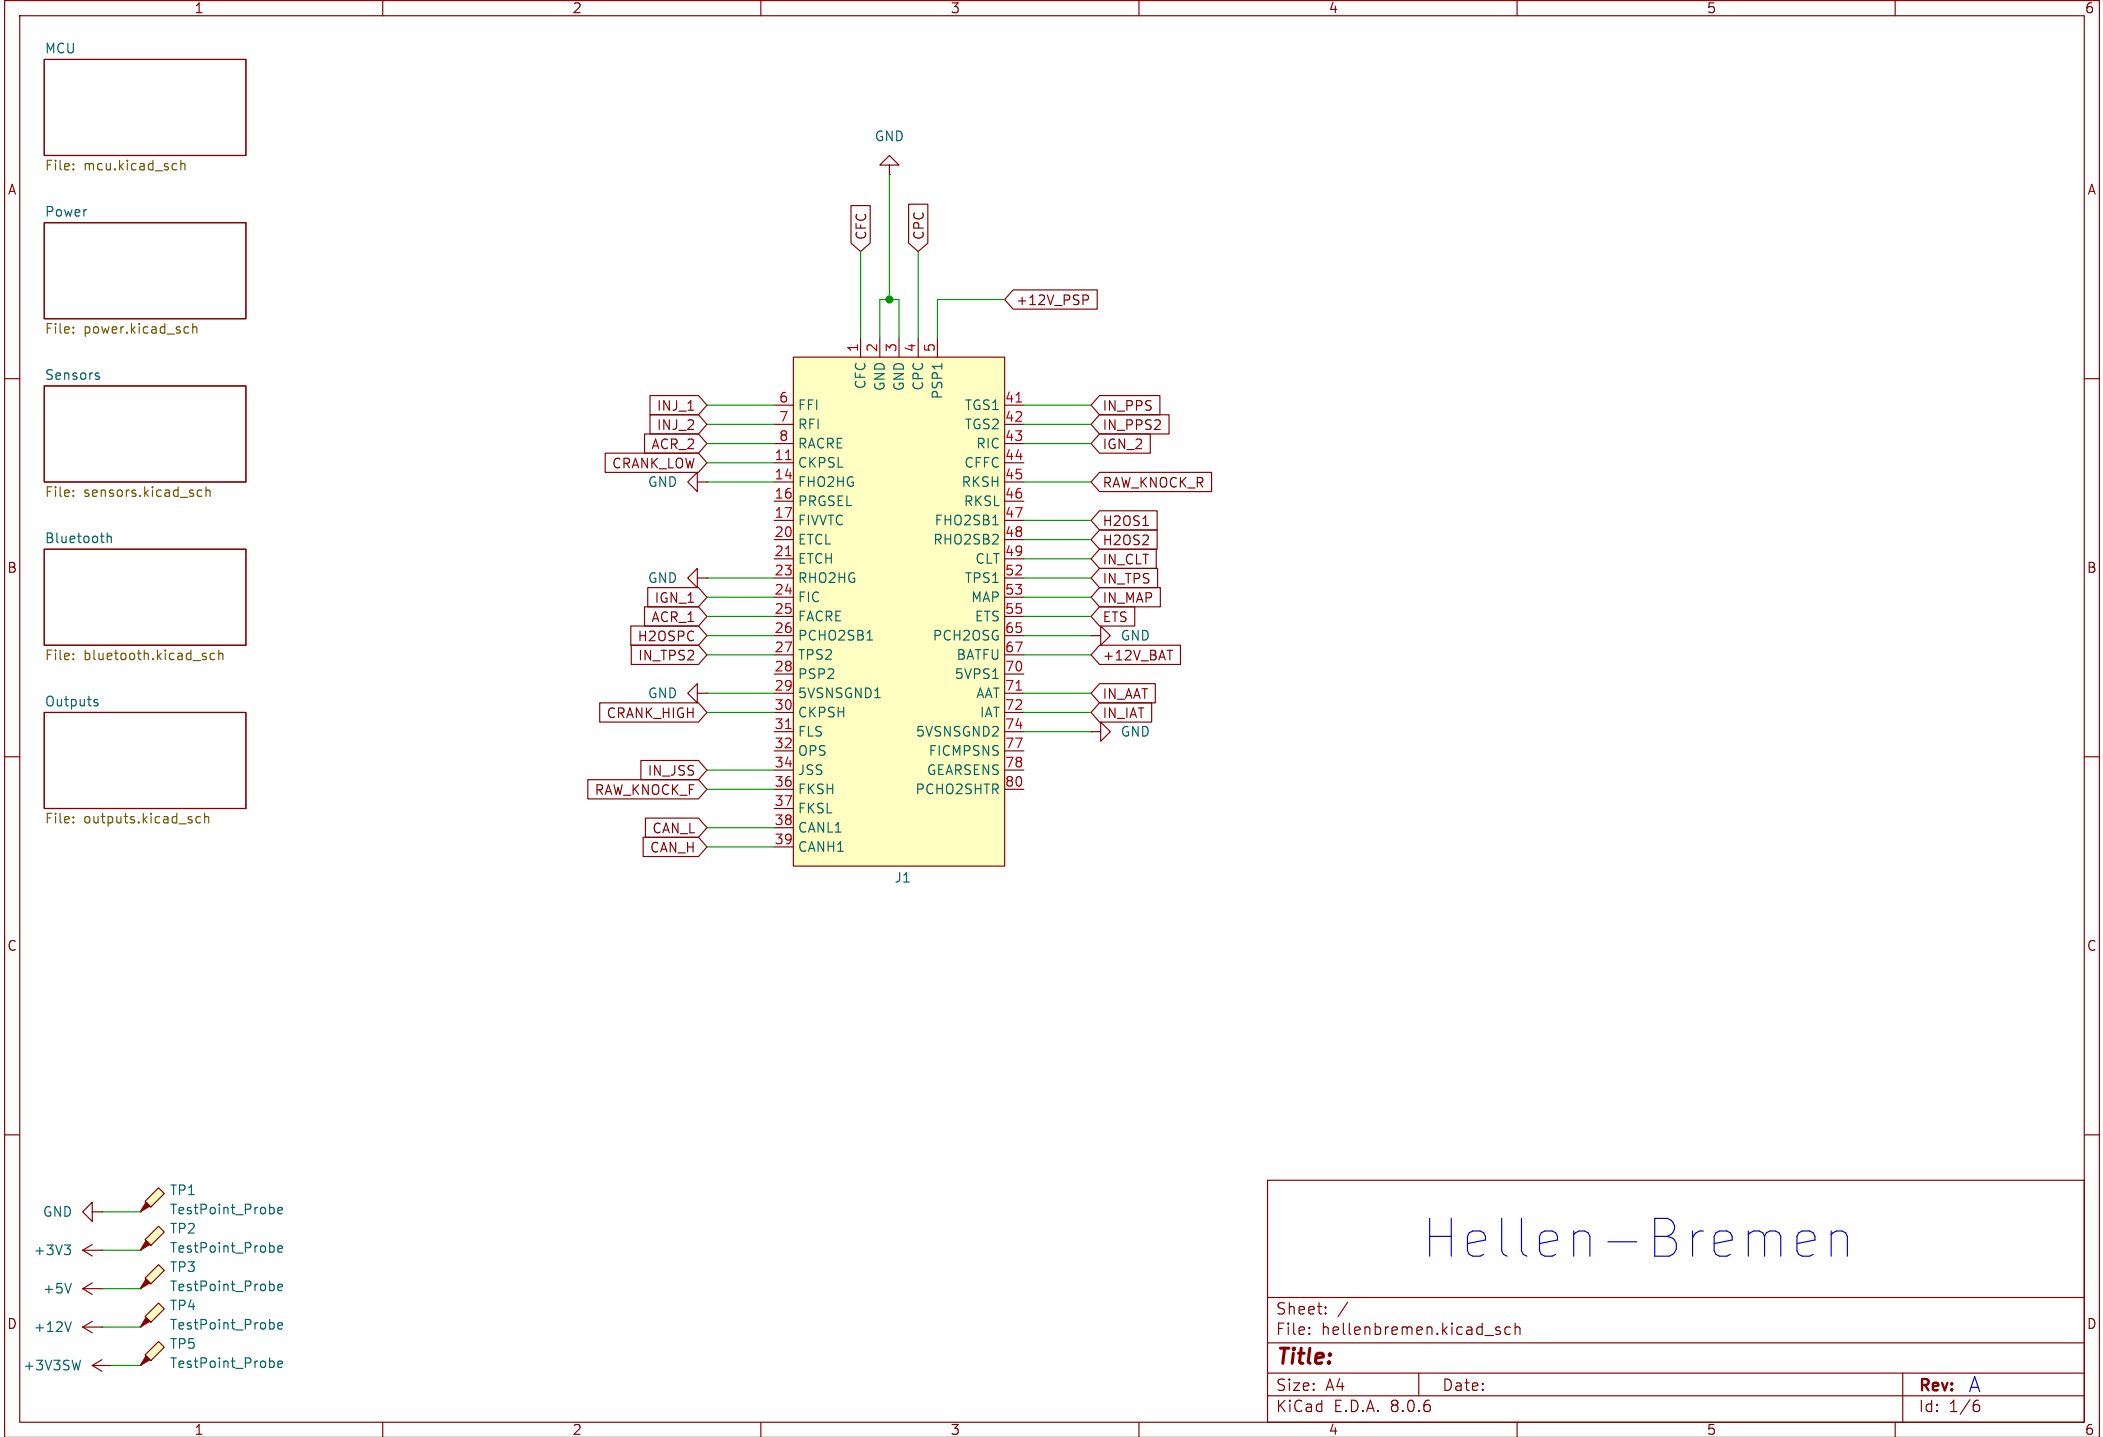 1 2 3 4 5 6
A
B
C
D
A
B
C
D
1 2 3 4 5 6
MCU
File: mcu.kicad_sch
Power
File: power.kicad_sch
Sensors
File: sensors.kicad_sch
Bluetooth
File: bluetooth.kicad_sch
Outputs
File: outputs.kicad_sch
GND
CFC
CPC
+12V_PSP
1 2 3 4 5
CFC GND GND CPC PSP1
INJ_1 6 FFI
INJ_2 7 RFI
ACR_2 8 RACRE
CRANK_LOW 11 CKPSL
GND 14 FHO2HG
16 PRGSEL
17 FIVVTC
20 ETCL
21 ETCH
GND 23 RHO2HG
IGN_1 24 FIC
ACR_1 25 FACRE
H2OSPC 26 PCHO2SB1
IN_TPS2 27 TPS2
28 PSP2
GND 29 5VSNSGND1
CRANK_HIGH 30 CKPSH
31 FLS
32 OPS
IN_JSS 34 JSS
RAW_KNOCK_F 36 FKSH
37 FKSL
CAN_L 38 CANL1
CAN_H 39 CANH1
TGS1 41 IN_PPS
TGS2 42 IN_PPS2
RIC 43 IGN_2
CFFC 44
RKSH 45 RAW_KNOCK_R
RKSL 46
FHO2SB1 47 H2OS1
RHO2SB2 48 H2OS2
CLT 49 IN_CLT
TPS1 52 IN_TPS
MAP 53 IN_MAP
ETS 55 ETS
PCH2OSG 65 GND
BATFU 67 +12V_BAT
5VPS1 70
AAT 71 IN_AAT
IAT 72 IN_IAT
5VSNSGND2 74 GND
FICMPSNS 77
GEARSENS 78
PCHO2SHTR 80
J1
GND TP1
TestPoint_Probe
+3V3 TP2
TestPoint_Probe
+5V TP3
TestPoint_Probe
+12V TP4
TestPoint_Probe
+3V3SW TP5
TestPoint_Probe
Hellen-Bremen
Sheet: /
File: hellenbremen.kicad_sch
Title:
Size: A4 Date: Rev: A
KiCad E.D.A. 8.0.6 Id: 1/6